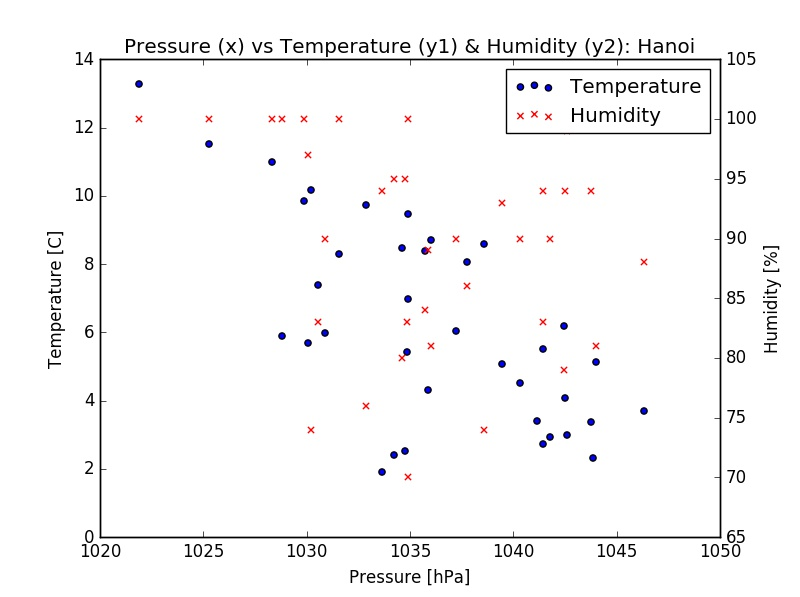 Pressure (x) vs Temperature (y1) & Humidity (y2): Hanoi
Temperature
Humidity
14
12
10
8
6
4
2
0
Temperature [C]
105
100
95
90
85
80
75
70
65
Humidity [%]
1020 1025 1030 1035 1040 1045 1050
Pressure [hPa]